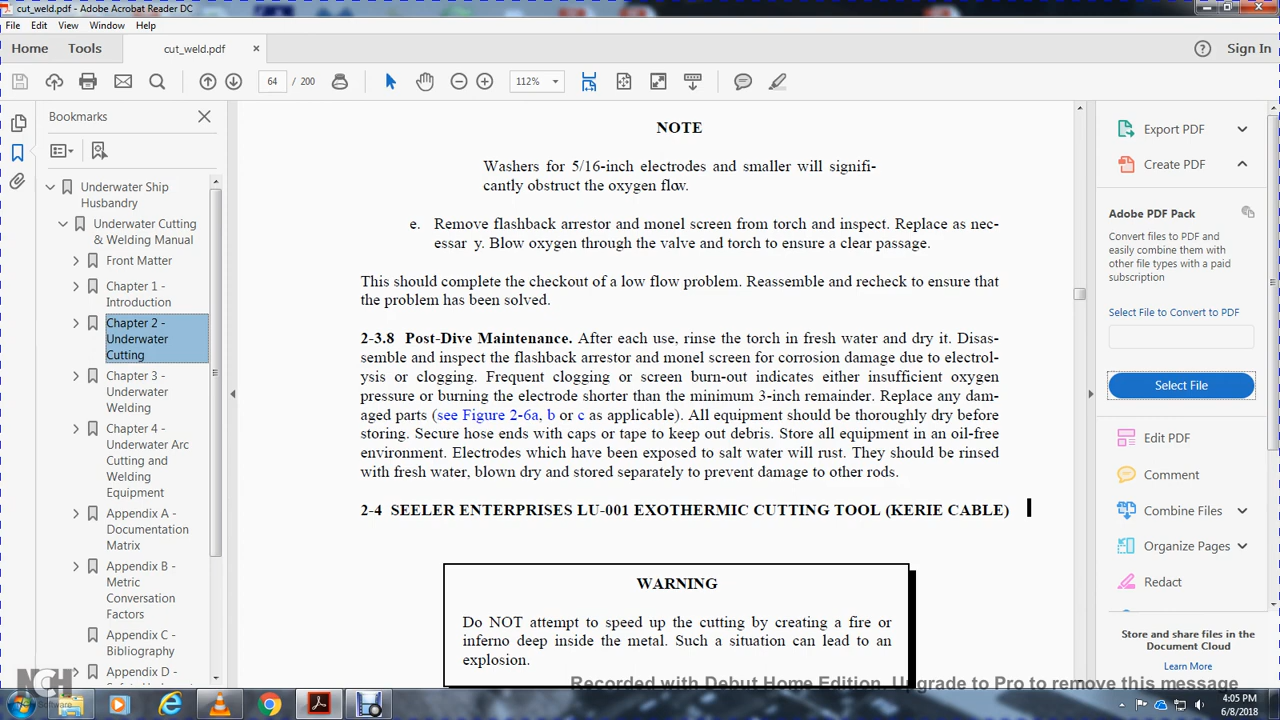 cut_weld.pdf - Adobe Acrobat Reader DC
File Edit View Window Help
Home Tools cut_weld.pdf Sign In
64 / 200 112%
Bookmarks
Underwater Ship
Husbandry
Underwater Cutting
& Welding Manual
Front Matter
Chapter 1 -
Introduction
Chapter 2 -
Underwater
Cutting
Chapter 3 -
Underwater
Welding
Chapter 4 -
Underwater Arc
Cutting and
Welding
Equipment
Appendix A -
Documentation
Matrix
Appendix B -
Metric
Conversation
Factors
Appendix C -
Bibliography
Appendix D -
NOTE
Washers for 5/16-inch electrodes and smaller will signifi-
cantly obstruct the oxygen flow.
e. Remove flashback arrestor and monel screen from torch and inspect. Replace as nec-
essar y. Blow oxygen through the valve and torch to ensure a clear passage.
This should complete the checkout of a low flow problem. Reassemble and recheck to ensure that
the problem has been solved.
2-3.8 Post-Dive Maintenance. After each use, rinse the torch in fresh water and dry it. Disas-
semble and inspect the flashback arrestor and monel screen for corrosion damage due to electrol-
ysis or clogging. Frequent clogging or screen burn-out indicates either insufficient oxygen
pressure or burning the electrode shorter than the minimum 3-inch remainder. Replace any dam-
aged parts (see Figure 2-6a, b or c as applicable). All equipment should be thoroughly dry before
storing. Secure hose ends with caps or tape to keep out debris. Store all equipment in an oil-free
environment. Electrodes which have been exposed to salt water will rust. They should be rinsed
with fresh water, blown dry and stored separately to prevent damage to other rods.
2-4 SEELER ENTERPRISES LU-001 EXOTHERMIC CUTTING TOOL (KERIE CABLE)
WARNING
Do NOT attempt to speed up the cutting by creating a fire or
inferno deep inside the metal. Such a situation can lead to an
explosion.
Export PDF
Create PDF
Adobe PDF Pack
Convert files to PDF and
easily combine them with
other file types with a paid
subscription
Select File to Convert to PDF
Select File
Edit PDF
Comment
Combine Files
Organize Pages
Redact
Store and share files in the
Document Cloud
Learn More
NCH Software
Recorded with Debut Home Edition. Upgrade to Pro to remove this message
4:05 PM
6/8/2018